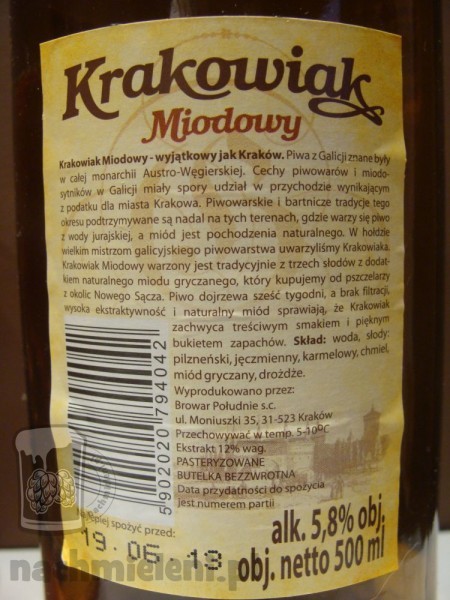 Krakowiak
Miodowy
Krakowiak Miodowy - wyjątkowy jak Kraków. Piwa z Galicji znane były
w całej monarchii Austro-Węgierskiej. Cechy piwowarów i miodo-
sytników w Galicji miały spory udział w przychodzie wynikającym
z podatku dla miasta Krakowa. Piwowarskie i bartnicze tradycje tego
okresu podtrzymywane są nadal na tych terenach, gdzie warzy się piwo
z wody jurajskiej, a miód jest pochodzenia naturalnego. W hołdzie
wielkim mistrzom galicyjskiego piwowarstwa uwarzyliśmy Krakowiaka.
Krakowiak Miodowy warzony jest tradycyjnie z trzech słodów z dodat-
kiem naturalnego miodu gryczanego, który kupujemy od pszczelarzy
z okolic Nowego Sącza. Piwo dojrzewa sześć tygodni, a brak filtracji,
wysoka ekstraktywność i naturalny miód sprawiają, że Krakowiak
zachwyca treściwym smakiem i pięknym
bukietem zapachów. Skład: woda, słody:
pilzneński, jęczmienny, karmelowy, chmiel,
miód gryczany, drożdże.
Wyprodukowano przez:
Browar Południe s.c.
ul. Moniuszki 35, 31-523 Kraków
Przechowywać w temp. 5-10°C
Ekstrakt 12% wag.
PASTERYZOWANE
BUTELKA BEZZWROTNA
Data przydatności do spożycia
jest numerem partii
5902020794042
Najlepiej spożyć przed:
19.06.13
alk. 5,8% obj.
obj. netto 500 ml
nachmieleni.p